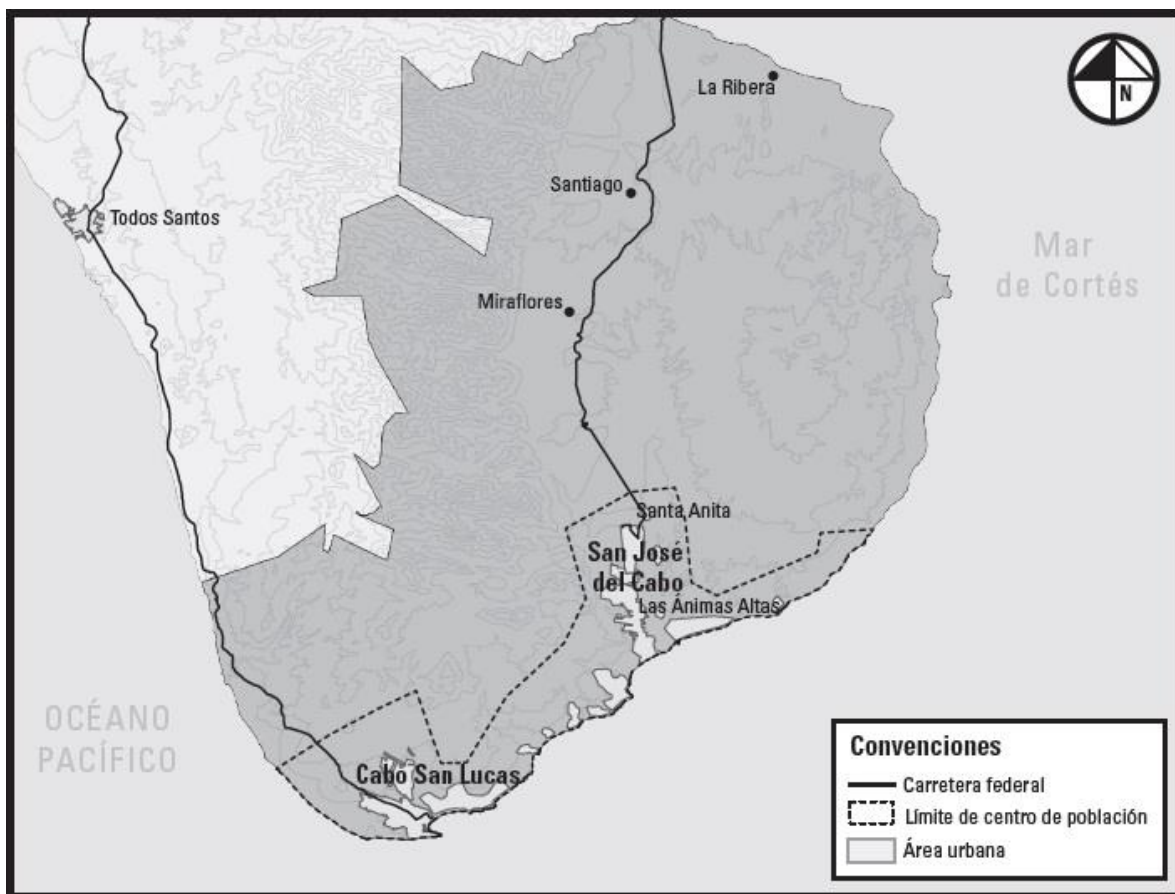 N
La Ribera
Santiago
Todos Santos
Mar
de Cortés
Miraflores
Santa Anita
San José
del Cabo
Las Ánimas Altas
OCÉANO
PACÍFICO
Cabo San Lucas
Convenciones
Carretera federal
Límite de centro de población
Área urbana